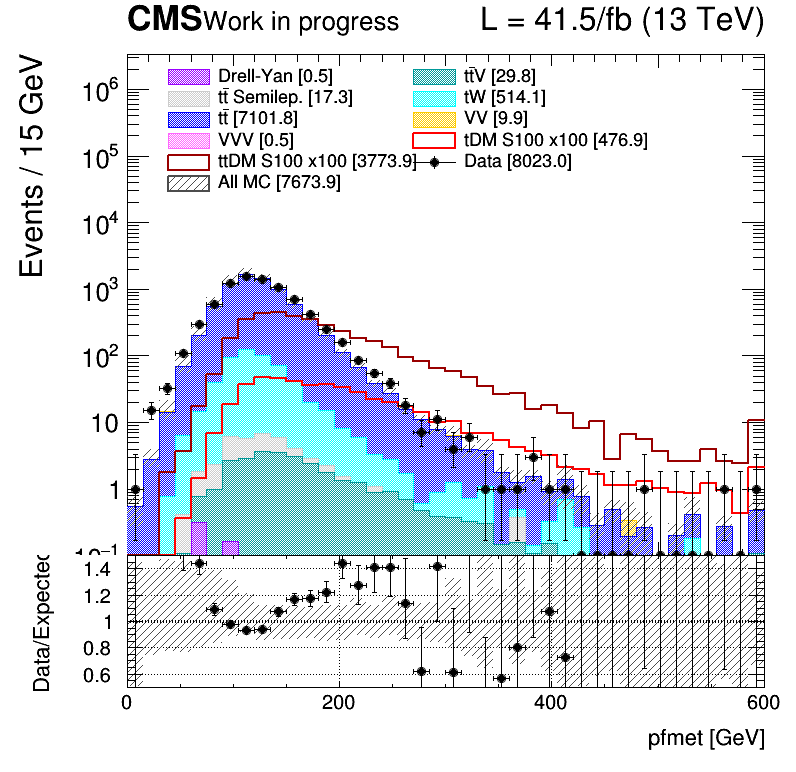 CMS Work in progress L = 41.5/fb (13 TeV)
Events / 15 GeV
10⁶
10⁵
10⁴
10³
10²
10
1
10⁻¹
Drell-Yan [0.5]
tt̄ Semilep. [17.3]
tt̄ [7101.8]
VVV [0.5]
ttDM S100 x100 [3773.9]
All MC [7673.9]
tt̄V [29.8]
tW [514.1]
VV [9.9]
tDM S100 x100 [476.9]
Data [8023.0]
Data/Expected
1.4
1.2
1
0.8
0.6
0 200 400 600
pfmet [GeV]